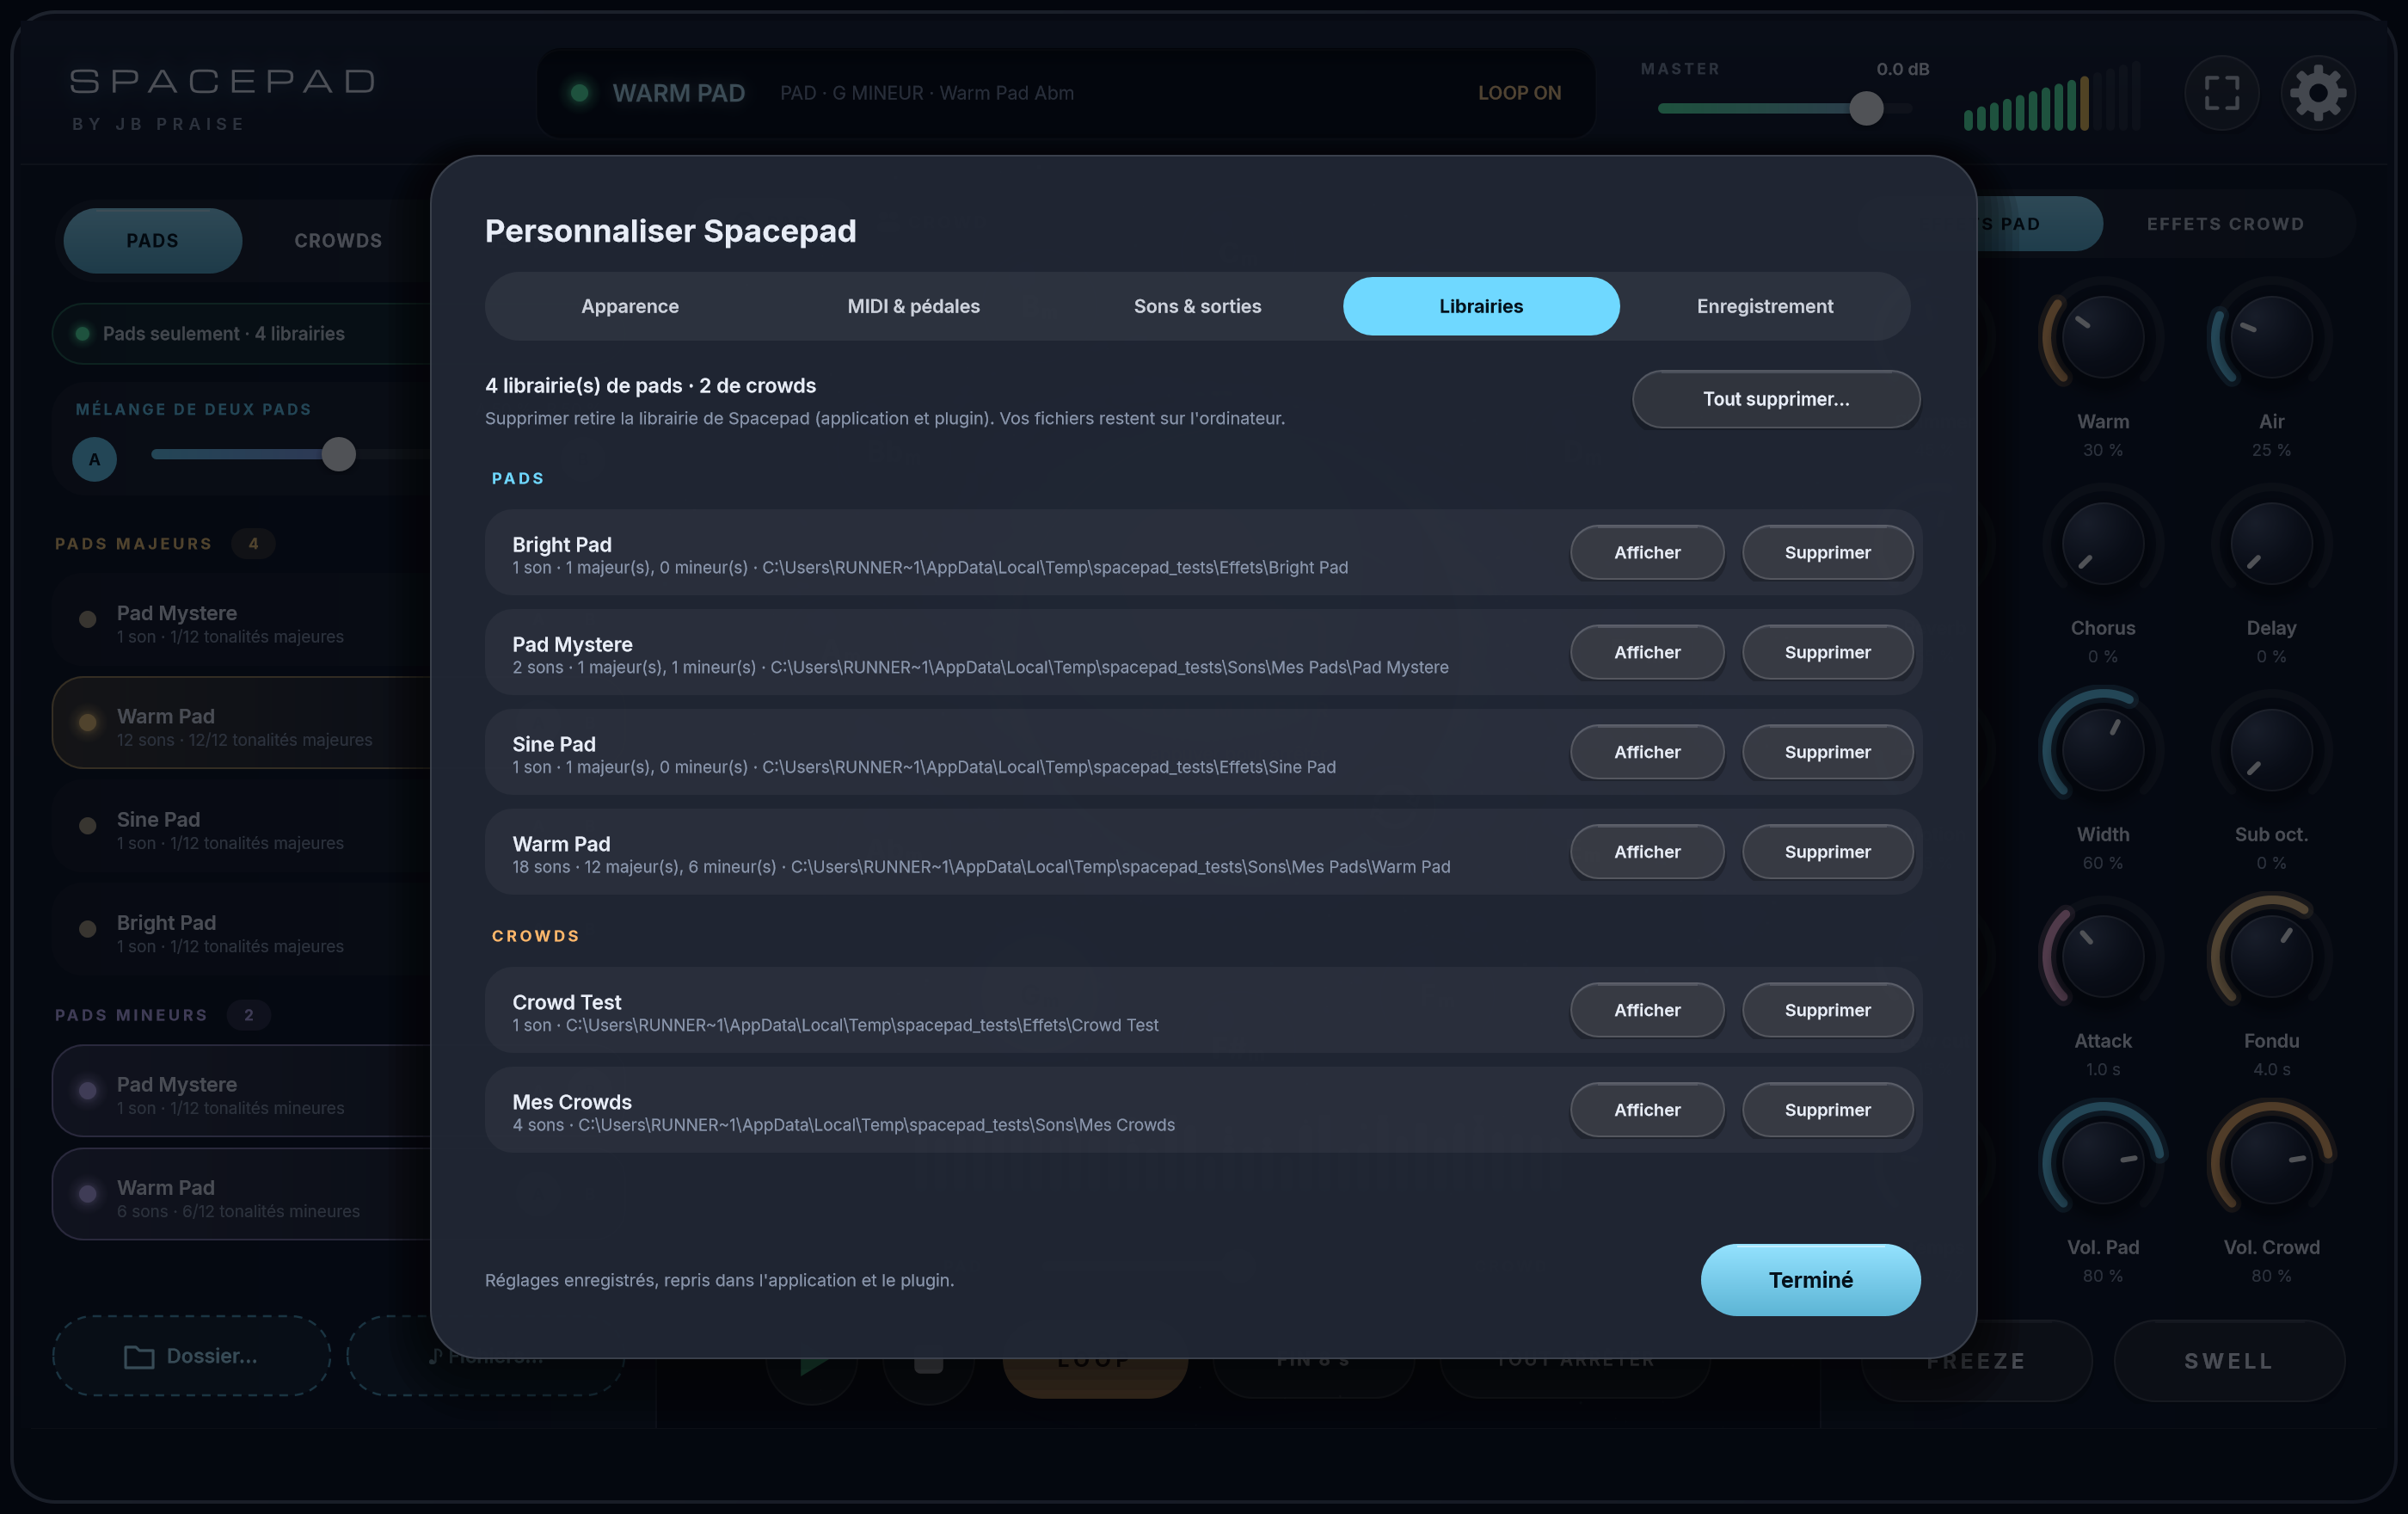 SPACEPAD
BY JB PRAISE
WARM PAD PAD · G MINEUR · Warm Pad Abm LOOP ON
MASTER 0.0 dB
PADS CROWDS
Pads seulement · 4 librairies
MÉLANGE DE DEUX PADS
A
PADS MAJEURS 4
Pad Mystere
1 son · 1/12 tonalités majeures
Warm Pad
12 sons · 12/12 tonalités majeures
Sine Pad
1 son · 1/12 tonalités majeures
Bright Pad
1 son · 1/12 tonalités majeures
PADS MINEURS 2
Pad Mystere
1 son · 1/12 tonalités mineures
Warm Pad
6 sons · 6/12 tonalités mineures
Dossier...
Personnaliser Spacepad
Apparence MIDI & pédales Sons & sorties Librairies Enregistrement
4 librairie(s) de pads · 2 de crowds
Supprimer retire la librairie de Spacepad (application et plugin). Vos fichiers restent sur l'ordinateur.
Tout supprimer...
PADS
Bright Pad
1 son · 1 majeur(s), 0 mineur(s) · C:\Users\RUNNER~1\AppData\Local\Temp\spacepad_tests\Effets\Bright Pad
Afficher Supprimer
Pad Mystere
2 sons · 1 majeur(s), 1 mineur(s) · C:\Users\RUNNER~1\AppData\Local\Temp\spacepad_tests\Sons\Mes Pads\Pad Mystere
Afficher Supprimer
Sine Pad
1 son · 1 majeur(s), 0 mineur(s) · C:\Users\RUNNER~1\AppData\Local\Temp\spacepad_tests\Effets\Sine Pad
Afficher Supprimer
Warm Pad
18 sons · 12 majeur(s), 6 mineur(s) · C:\Users\RUNNER~1\AppData\Local\Temp\spacepad_tests\Sons\Mes Pads\Warm Pad
Afficher Supprimer
CROWDS
Crowd Test
1 son · C:\Users\RUNNER~1\AppData\Local\Temp\spacepad_tests\Effets\Crowd Test
Afficher Supprimer
Mes Crowds
4 sons · C:\Users\RUNNER~1\AppData\Local\Temp\spacepad_tests\Sons\Mes Crowds
Afficher Supprimer
Réglages enregistrés, repris dans l'application et le plugin.
Terminé
LOOP FIN 8 s TOUT ARRÊTER
PAD EFFETS CROWD
Warm Air
30 % 25 %
Chorus Delay
0 % 0 %
Width Sub oct.
60 % 0 %
Attack Fondu
1.0 s 4.0 s
Vol. Pad Vol. Crowd
80 % 80 %
FREEZE SWELL